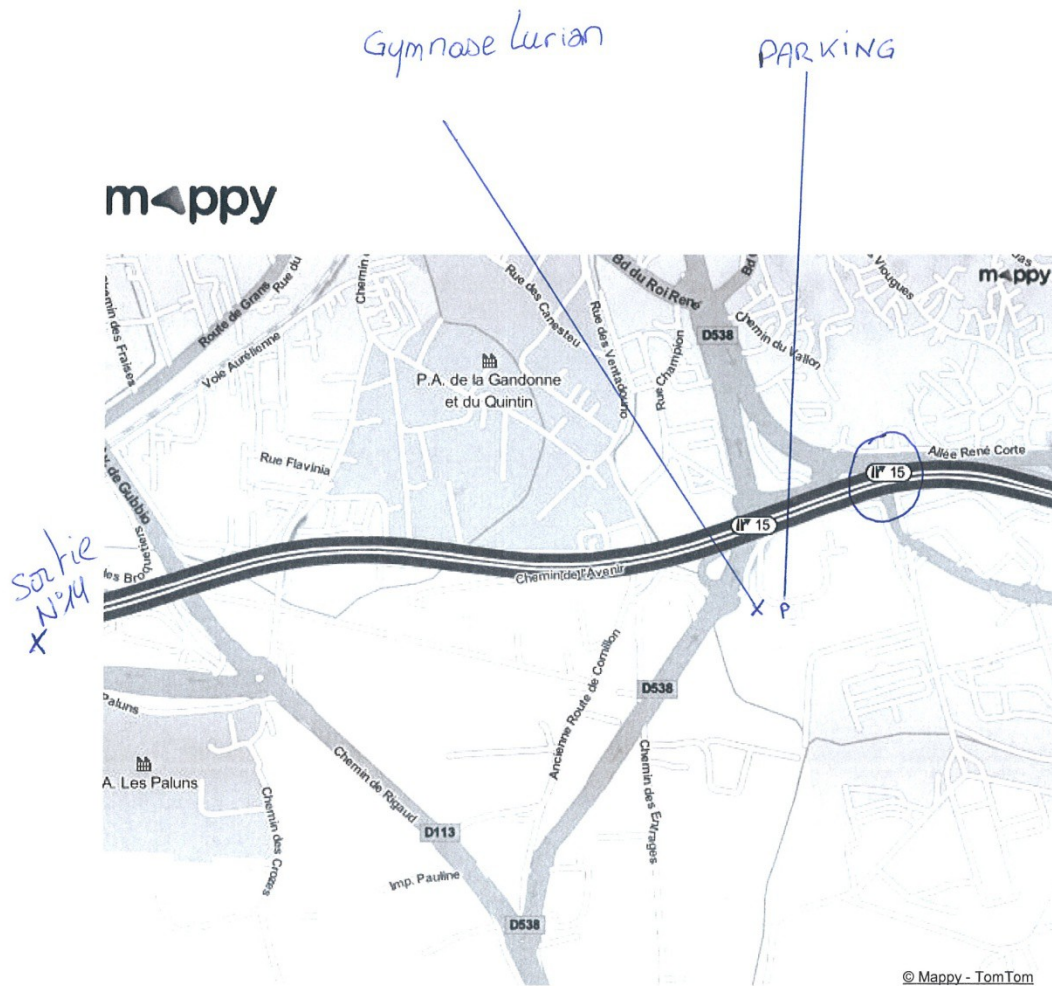 Gymnase Lurian
PARKING
mappy
mappy
Chemin des Fraises
Route de Grans
Rue du
Voie Aurélienne
Chemin
Rue des Canesteu
Rue des Ventadouno
Bd du Roi René
Bd
Viougues
D538
Chemin du Vallon
Rue Champion
P.A. de la Gandonne
et du Quintin
Rue Flavinia
Allée René Corte
15
15
de Gubbio
Chemin de l'Avenir
Sortie
N°14
X
X P
Paluns
D538
Ancienne Route de Cornillon
A. Les Paluns
Chemin de Rigaud
Chemin des Entrages
Chemin des Crozes
D113
Imp. Pauline
D538
© Mappy - TomTom